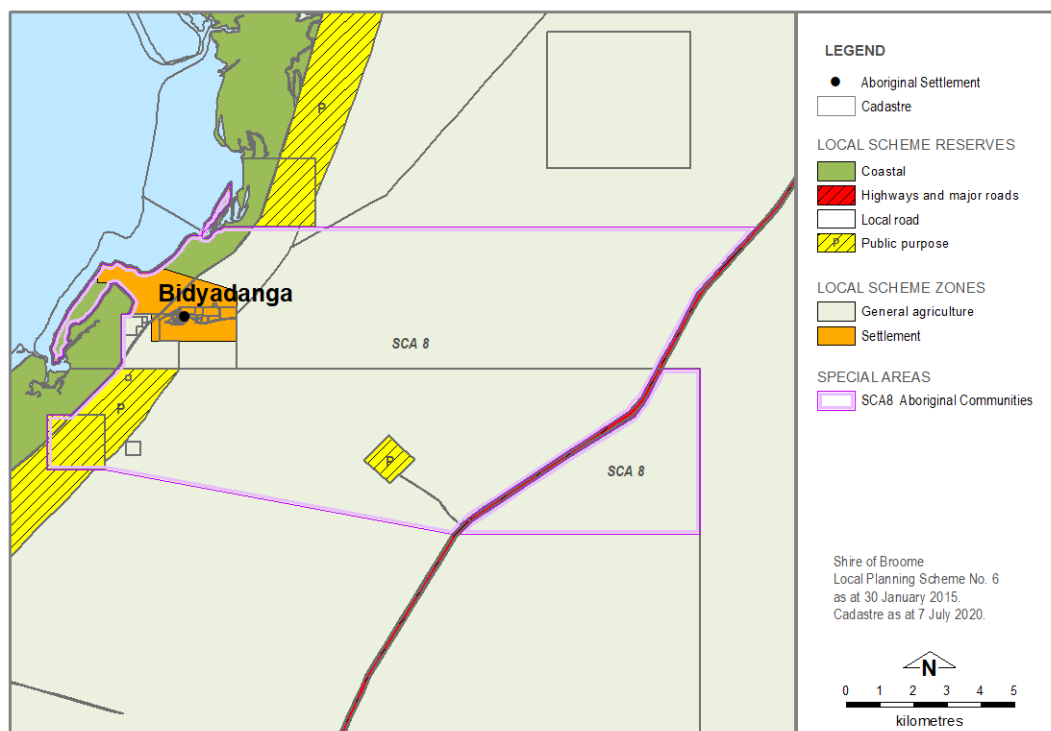 P
Bidyadanga
SCA 8
P
P
SCA 8
LEGEND
Aboriginal Settlement
Cadastre
LOCAL SCHEME RESERVES
Coastal
Highways and major roads
Local road
P Public purpose
LOCAL SCHEME ZONES
General agriculture
Settlement
SPECIAL AREAS
SCA8 Aboriginal Communities
Shire of Broome
Local Planning Scheme No. 6
as at 30 January 2015.
Cadastre as at 7 July 2020.
N
0 1 2 3 4 5
kilometres